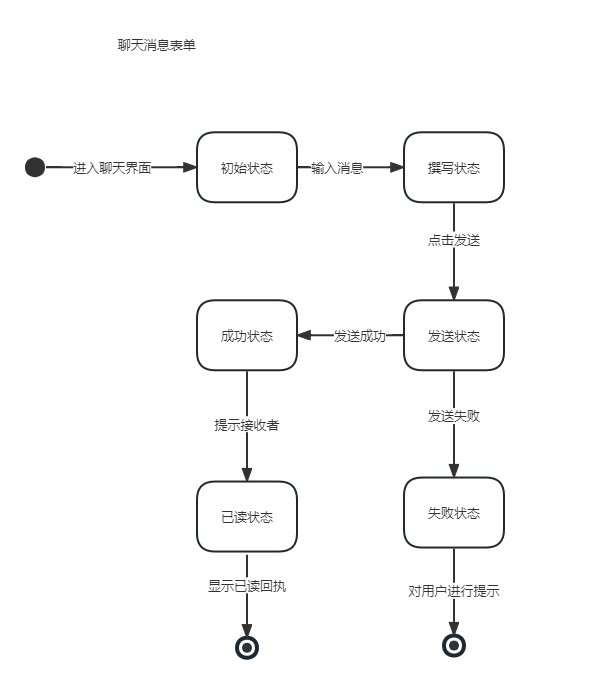 聊天消息表单
进入聊天界面
初始状态
输入消息
撰写状态
点击发送
成功状态
发送成功
发送状态
提示接收者
发送失败
已读状态
失败状态
显示已读回执
对用户进行提示